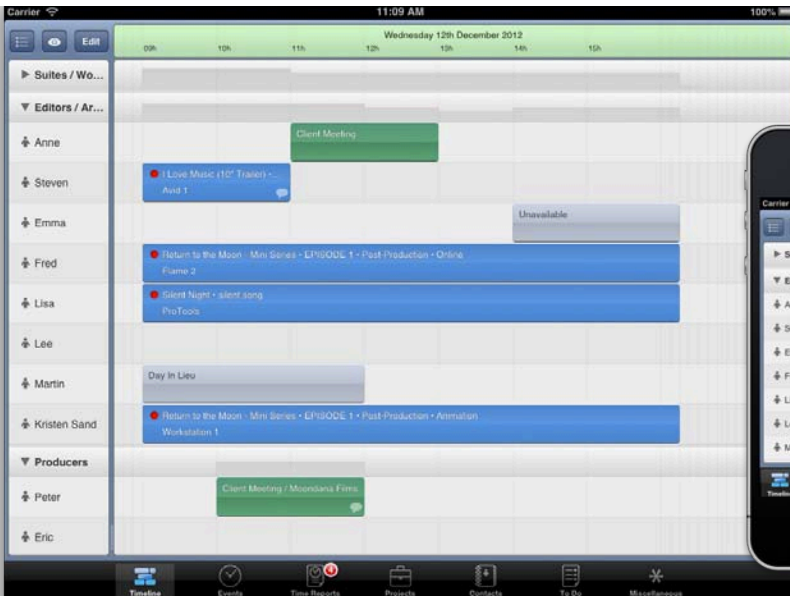 Carrier
11:09 AM
100%
Edit
Wednesday 12th December 2012
09h 10h 11h 12h 13h 14h 15h
Suites / Wo...
Editors / Ar...
Anne
Client Meeting
Steven
I Love Music (10" Trailer) •...
Avid 1
Emma
Unavailable
Fred
Return to the Moon - Mini Series • EPISODE 1 • Post-Production • Online
Flame 2
Lisa
Silent Night • silent song
ProTools
Lee
Martin
Day In Lieu
Kristen Sand
Return to the Moon - Mini Series • EPISODE 1 • Post-Production • Animation
Workstation 1
Producers
Peter
Client Meeting / Moondana Films
Eric
4
Timeline
Events
Time Reports
Projects
Contacts
To Do
Miscellaneous
Carrier
S
E
A
S
E
F
L
L
M
Timeline